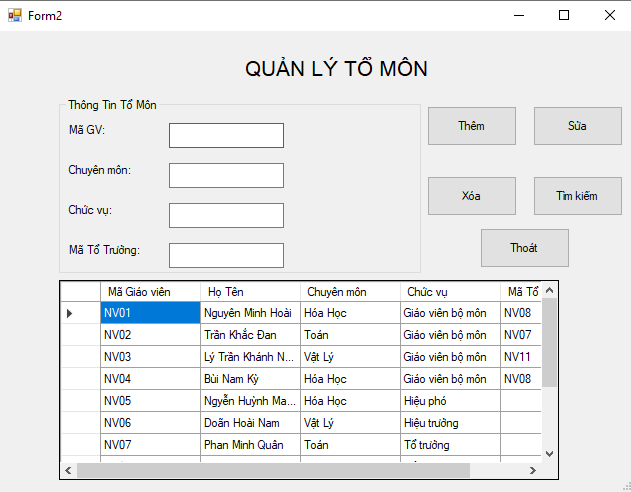 Form2
QUẢN LÝ TỔ MÔN
Thông Tin Tổ Môn
Mã GV:
Chuyên môn:
Chức vụ:
Mã Tổ Trưởng:
Thêm Sửa
Xóa Tìm kiếm
Thoát
Mã Giáo viên Họ Tên Chuyên môn Chức vụ Mã Tổ
NV01 Nguyên Minh Hoài Hóa Học Giáo viên bộ môn NV08
NV02 Trần Khắc Đan Toán Giáo viên bộ môn NV07
NV03 Lý Trần Khánh N... Vật Lý Giáo viên bộ môn NV11
NV04 Bùi Nam Kỳ Hóa Học Giáo viên bộ môn NV08
NV05 Ngyễn Huỳnh Ma... Hóa Học Hiệu phó
NV06 Doãn Hoài Nam Vật Lý Hiệu trưởng
NV07 Phan Minh Quân Toán Tổ trưởng